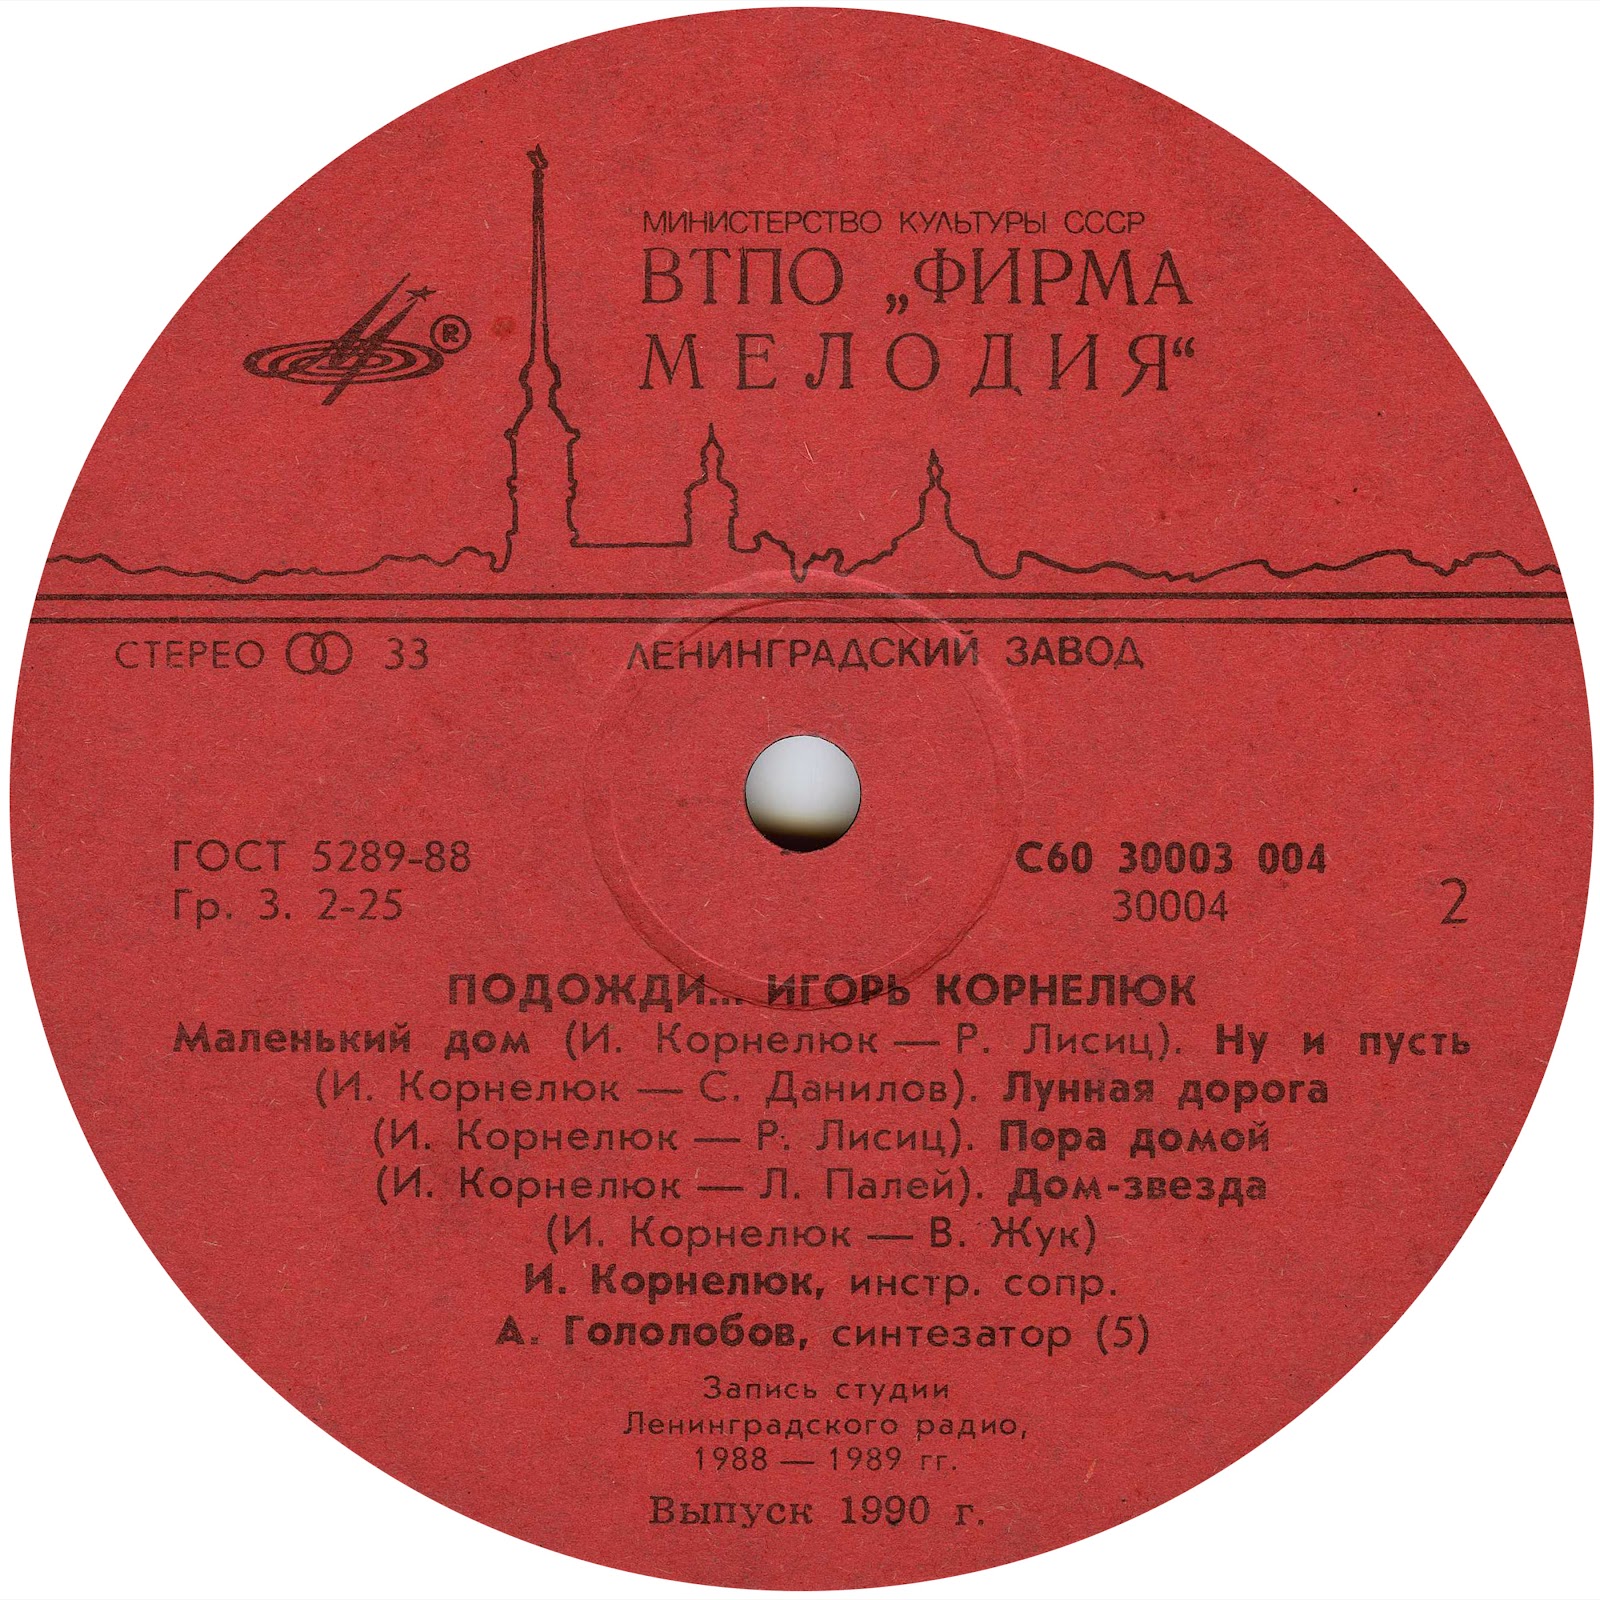 МИНИСТЕРСТВО КУЛЬТУРЫ СССР
ВТПО „ФИРМА
МЕЛОДИЯ“
®
СТЕРЕО 33
ЛЕНИНГРАДСКИЙ ЗАВОД
ГОСТ 5289-88
Гр. 3. 2-25
С60 30003 004
30004
2
ПОДОЖДИ... ИГОРЬ КОРНЕЛЮК
Маленький дом (И. Корнелюк — Р. Лисиц). Ну и пусть
(И. Корнелюк — С. Данилов). Лунная дорога
(И. Корнелюк — Р. Лисиц). Пора домой
(И. Корнелюк — Л. Палей). Дом-звезда
(И. Корнелюк — В. Жук)
И. Корнелюк, инстр. сопр.
А. Гололобов, синтезатор (5)
Запись студии
Ленинградского радио,
1988 — 1989 гг.
Выпуск 1990 г.